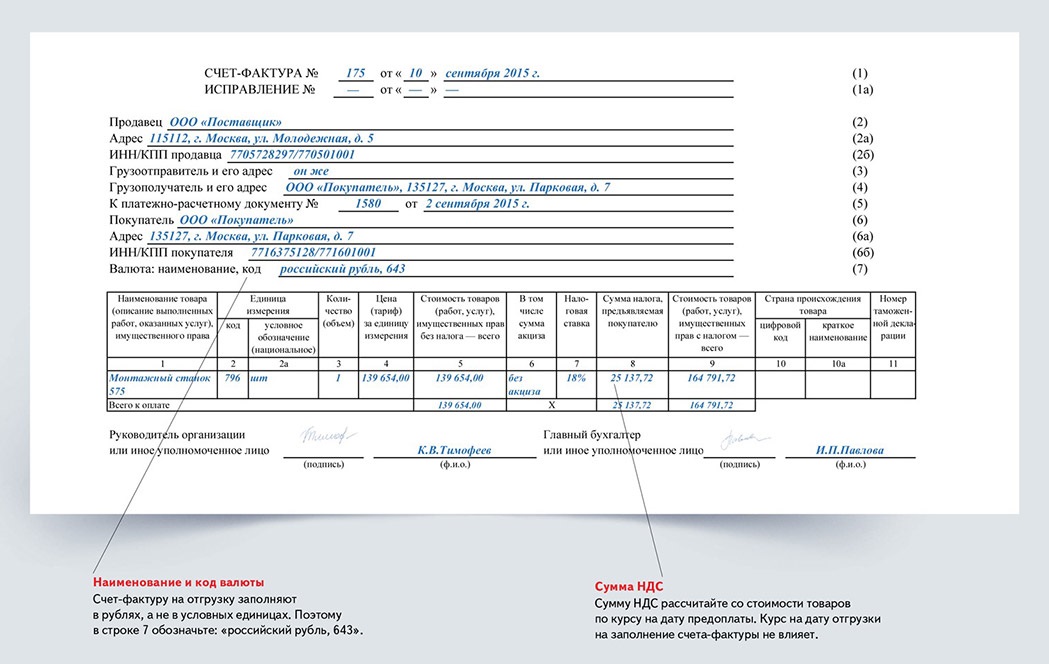 СЧЕТ-ФАКТУРА № 175 от « 10 » сентября 2015 г. (1)
ИСПРАВЛЕНИЕ № — от « — » — (1а)
Продавец ООО «Поставщик» (2)
Адрес 115112, г. Москва, ул. Молодежная, д. 5 (2а)
ИНН/КПП продавца 7705728297/770501001 (2б)
Грузоотправитель и его адрес он же (3)
Грузополучатель и его адрес ООО «Покупатель», 135127, г. Москва, ул. Парковая, д. 7 (4)
К платежно-расчетному документу № 1580 от 2 сентября 2015 г. (5)
Покупатель ООО «Покупатель» (6)
Адрес 135127, г. Москва, ул. Парковая, д. 7 (6а)
ИНН/КПП покупателя 7716375128/771601001 (6б)
Валюта: наименование, код российский рубль, 643 (7)
Наименование товара
(описание выполненных
работ, оказанных услуг),
имущественного права
Единица
измерения
код
условное
обозначение
(национальное)
Коли-
чество
(объем)
Цена
(тариф)
за единицу
измерения
Стоимость товаров
(работ, услуг),
имущественных прав
без налога — всего
В том
числе
сумма
акциза
Нало-
говая
ставка
Сумма налога,
предъявляемая
покупателю
Стоимость товаров
(работ, услуг),
имущественных
прав с налогом —
всего
Страна происхождения
товара
цифровой
код
краткое
наименование
Номер
таможен-
ной декла-
рации
1 2 2а 3 4 5 6 7 8 9 10 10а 11
Монтажный станок 796 шт 1 139 654,00 139 654,00 без 18% 25 137,72 164 791,72
575 акциза
Всего к оплате 139 654,00 Х 25 137,72 164 791,72
Руководитель организации Главный бухгалтер
или иное уполномоченное лицо К.В.Тимофеев или иное уполномоченное лицо И.П.Павлова
(подпись) (ф.и.о.) (подпись) (ф.и.о.)
Наименование и код валюты
Счет-фактуру на отгрузку заполняют
в рублях, а не в условных единицах. Поэтому
в строке 7 обозначьте: «российский рубль, 643».
Сумма НДС
Сумму НДС рассчитайте со стоимости товаров
по курсу на дату предоплаты. Курс на дату отгрузки
на заполнение счета-фактуры не влияет.